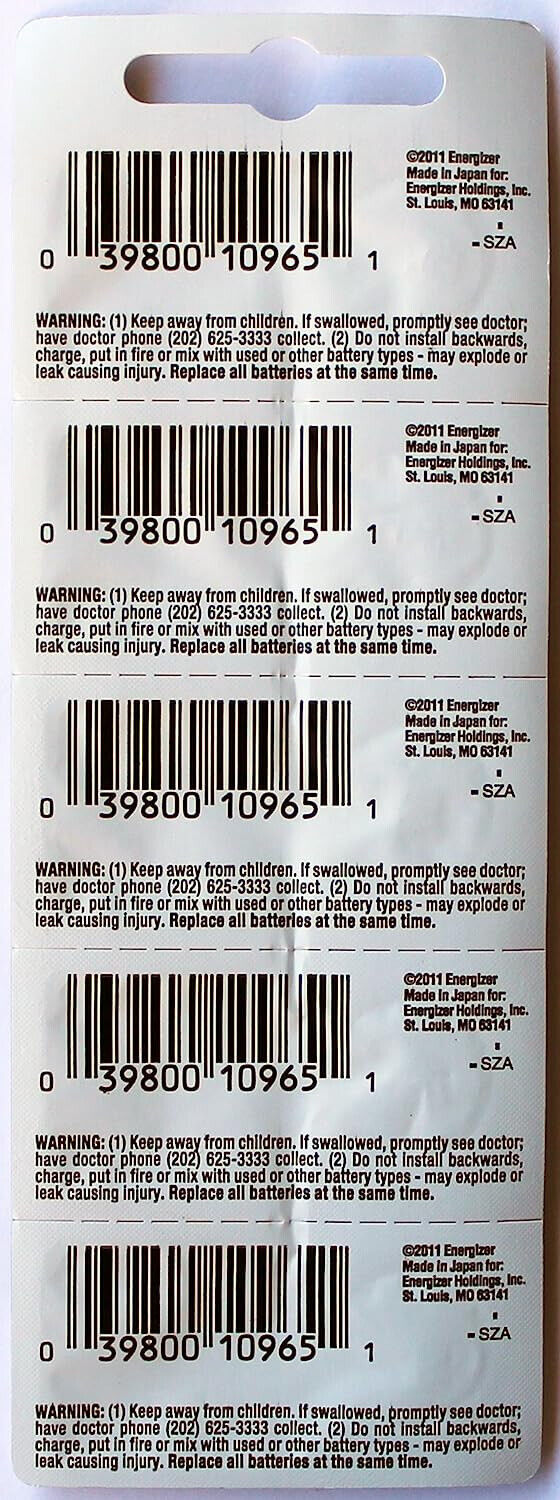 ©2011 Energizer
Made in Japan for:
Energizer Holdings, Inc.
St. Louis, MO 63141
- SZA
0 39800 10965 1
WARNING: (1) Keep away from children. If swallowed, promptly see doctor;
have doctor phone (202) 625-3333 collect. (2) Do not install backwards,
charge, put in fire or mix with used or other battery types - may explode or
leak causing injury. Replace all batteries at the same time.
©2011 Energizer
Made in Japan for:
Energizer Holdings, Inc.
St. Louis, MO 63141
- SZA
0 39800 10965 1
WARNING: (1) Keep away from children. If swallowed, promptly see doctor;
have doctor phone (202) 625-3333 collect. (2) Do not install backwards,
charge, put in fire or mix with used or other battery types - may explode or
leak causing injury. Replace all batteries at the same time.
©2011 Energizer
Made in Japan for:
Energizer Holdings, Inc.
St. Louis, MO 63141
- SZA
0 39800 10965 1
WARNING: (1) Keep away from children. If swallowed, promptly see doctor;
have doctor phone (202) 625-3333 collect. (2) Do not install backwards,
charge, put in fire or mix with used or other battery types - may explode or
leak causing injury. Replace all batteries at the same time.
©2011 Energizer
Made in Japan for:
Energizer Holdings, Inc.
St. Louis, MO 63141
- SZA
0 39800 10965 1
WARNING: (1) Keep away from children. If swallowed, promptly see doctor;
have doctor phone (202) 625-3333 collect. (2) Do not install backwards,
charge, put in fire or mix with used or other battery types - may explode or
leak causing injury. Replace all batteries at the same time.
©2011 Energizer
Made in Japan for:
Energizer Holdings, Inc.
St. Louis, MO 63141
- SZA
0 39800 10965 1
WARNING: (1) Keep away from children. If swallowed, promptly see doctor;
have doctor phone (202) 625-3333 collect. (2) Do not install backwards,
charge, put in fire or mix with used or other battery types - may explode or
leak causing injury. Replace all batteries at the same time.